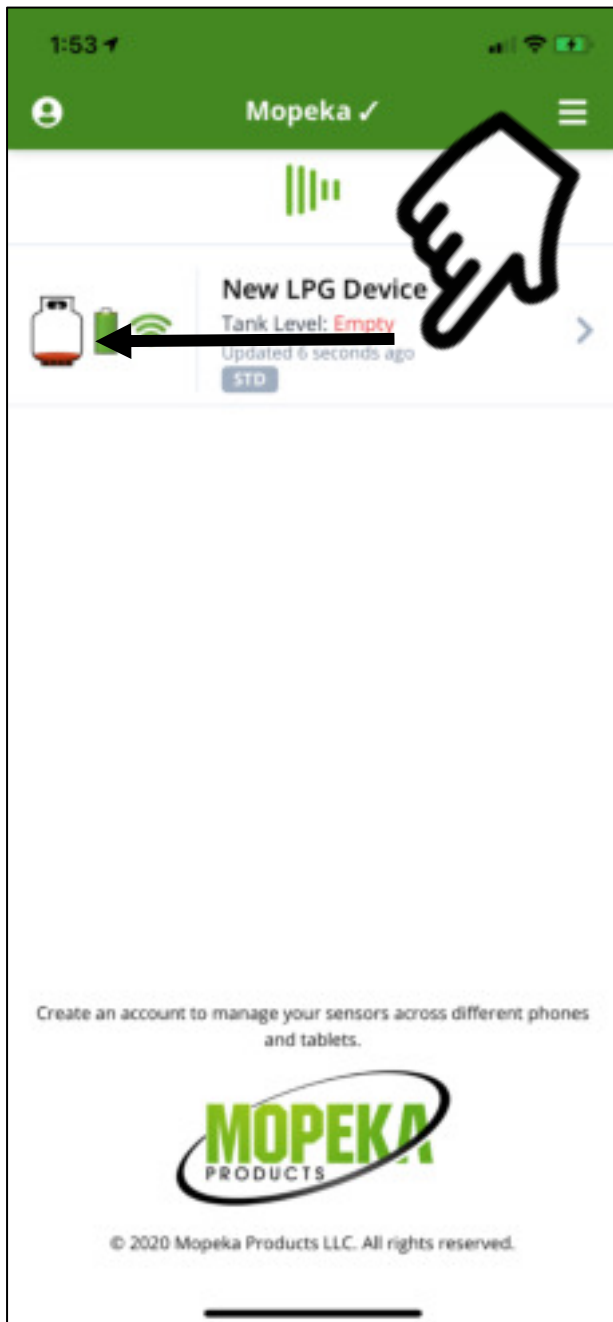 1:53
Mopeka ✓
New LPG Device
Tank Level: Empty
Updated 6 seconds ago
STD
Create an account to manage your sensors across different phones
and tablets.
MOPEKA
PRODUCTS
© 2020 Mopeka Products LLC. All rights reserved.